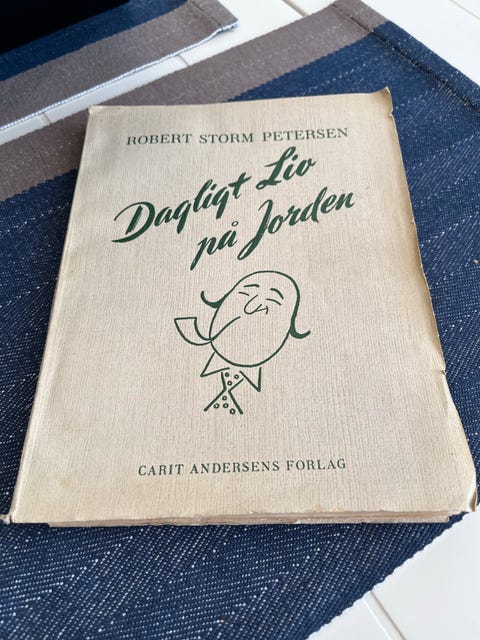 ROBERT STORM PETERSEN
Dagligt Liv
på Jorden
CARIT ANDERSENS FORLAG